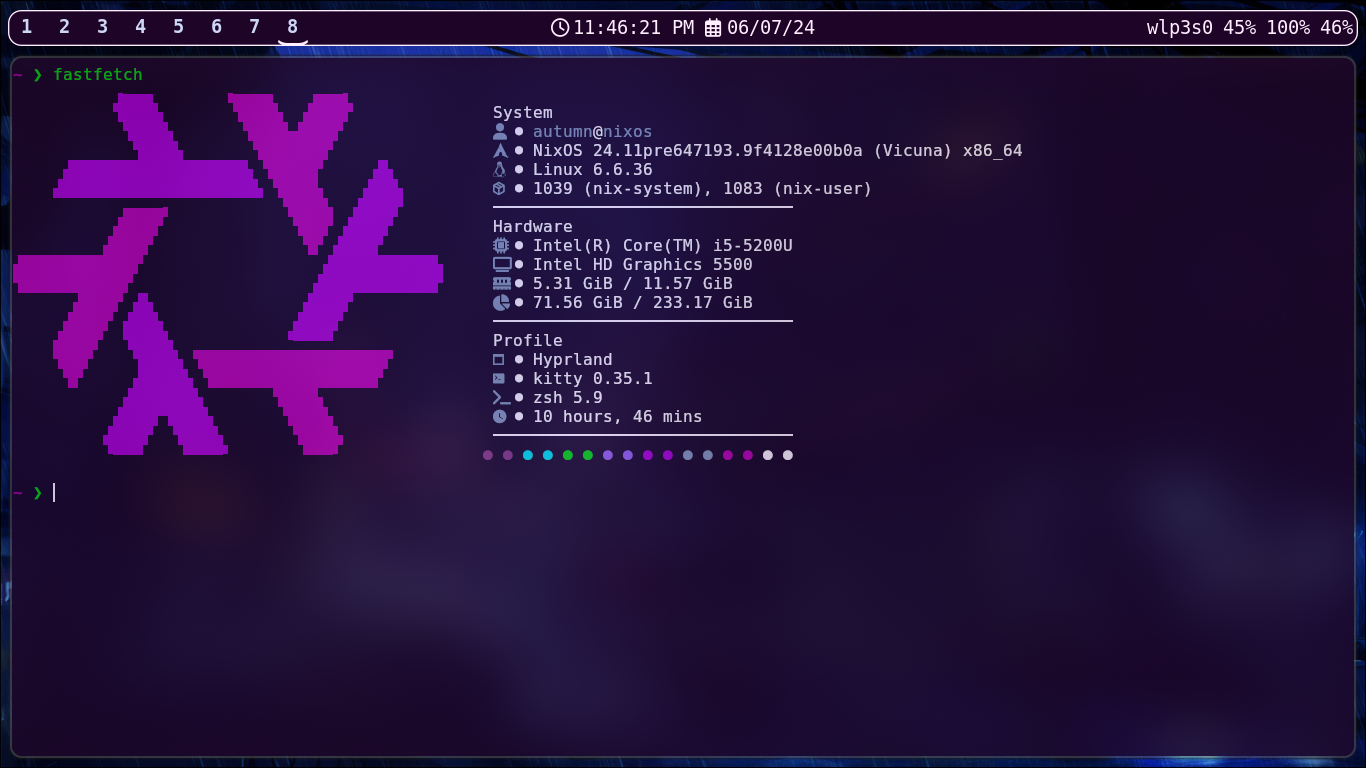 1 2 3 4 5 6 7 8 11:46:21 PM 06/07/24 wlp3s0 45% 100% 46%
~ ❯ fastfetch
System
autumn@nixos
NixOS 24.11pre647193.9f4128e00b0a (Vicuna) x86_64
Linux 6.6.36
1039 (nix-system), 1083 (nix-user)
Hardware
Intel(R) Core(TM) i5-5200U
Intel HD Graphics 5500
5.31 GiB / 11.57 GiB
71.56 GiB / 233.17 GiB
Profile
Hyprland
kitty 0.35.1
zsh 5.9
10 hours, 46 mins
~ ❯